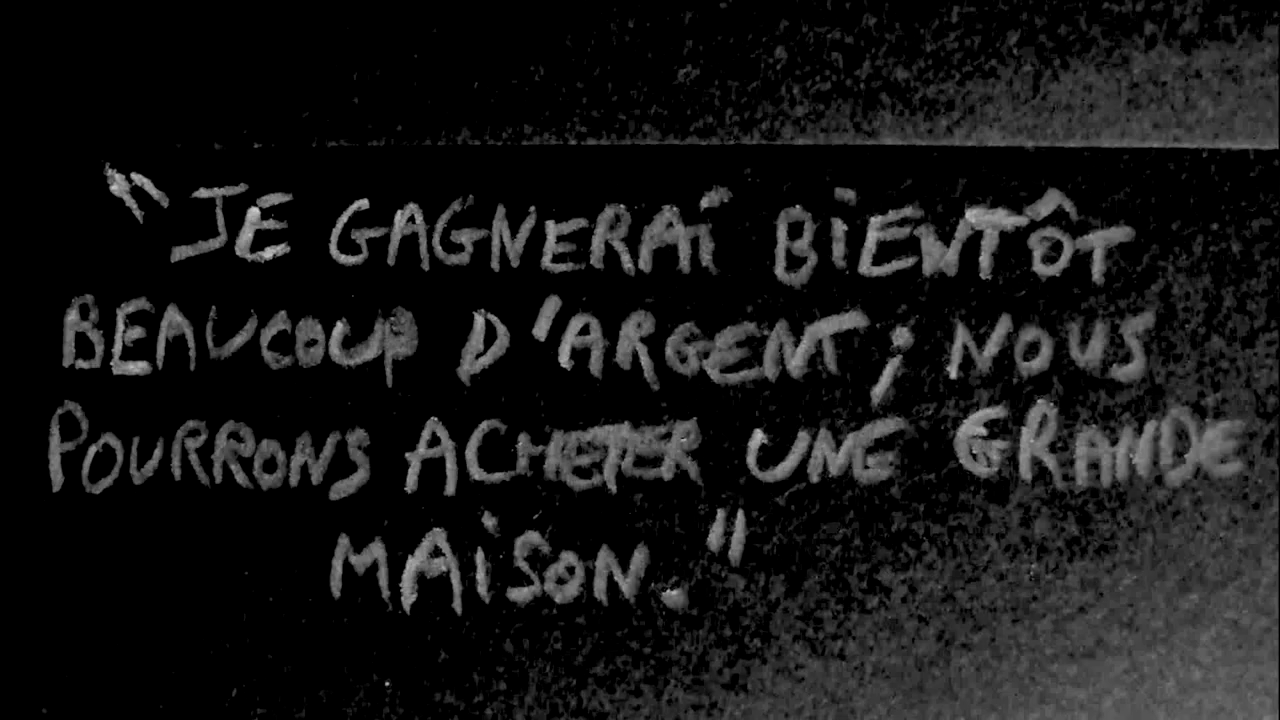 "JE GAGNERAi BiENTÔT
BEAUCOUP D'ARGENT ; NOUS
POURRONS ACHETER UNE GRANDE
MAiSON."